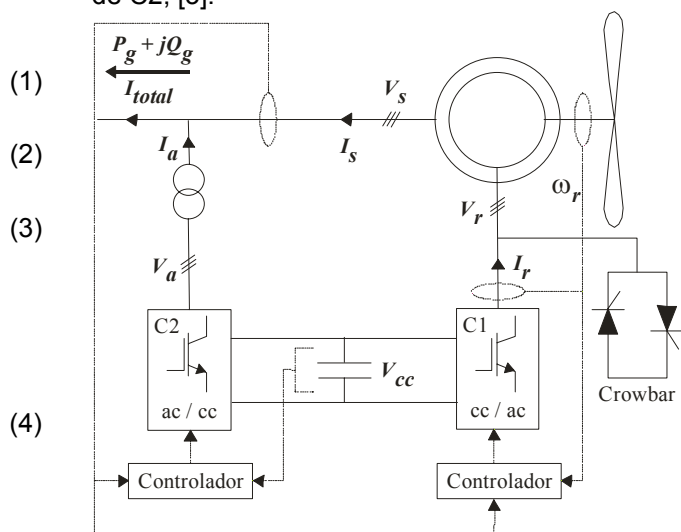 de C2, [3].
P_g + jQ_g
(1)
I_total
V_s
I_a
I_s
(2)
ω_r
V_r
(3)
V_a
I_r
C2
C1
V_cc
Crowbar
ac / cc
cc / ac
(4)
Controlador
Controlador